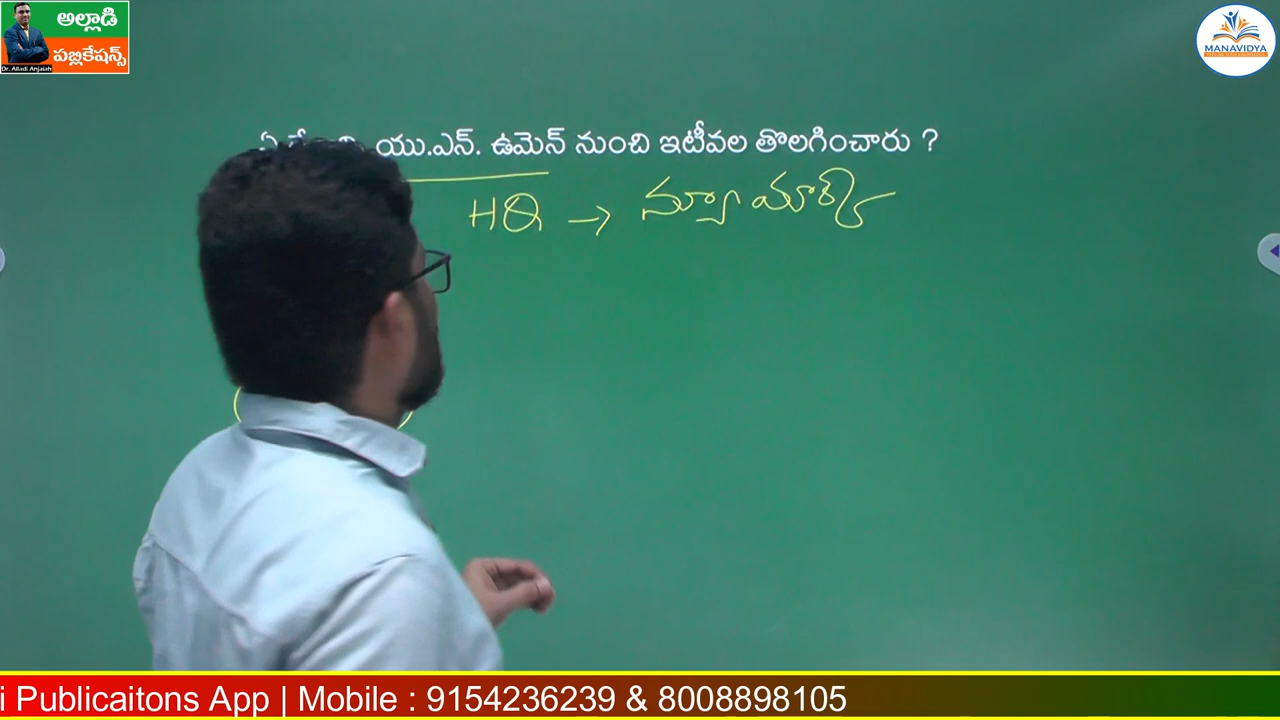 అల్లాడి
పబ్లికేషన్స్
Dr. Alladi Anjaiah
MANAVIDYA
యు.ఎన్. ఉమెన్ నుంచి ఇటీవల తొలగించారు ?
HQ → న్యూయార్క్
i Publicaitons App | Mobile : 9154236239 & 8008898105